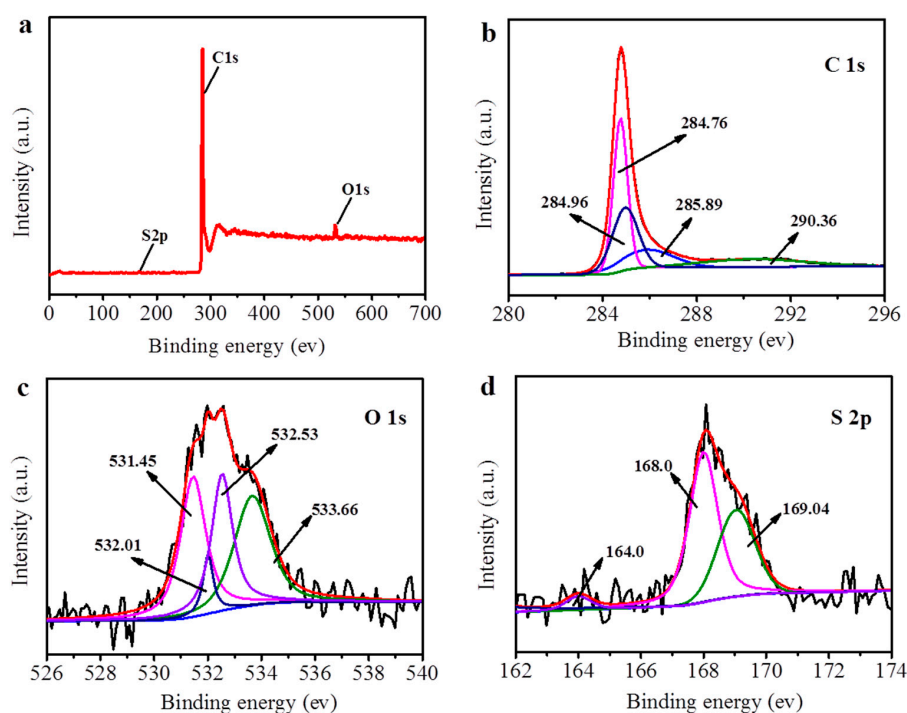 a
C1s
O1s
S2p
Intensity (a.u.)
0 100 200 300 400 500 600 700
Binding energy (ev)
b
C 1s
284.76
284.96
285.89
290.36
Intensity (a.u.)
280 284 288 292 296
Binding energy (ev)
c
O 1s
532.53
531.45
533.66
532.01
Intensity (a.u.)
526 528 530 532 534 536 538 540
Binding energy (ev)
d
S 2p
168.0
169.04
164.0
Intensity (a.u.)
162 164 166 168 170 172 174
Binding energy (ev)